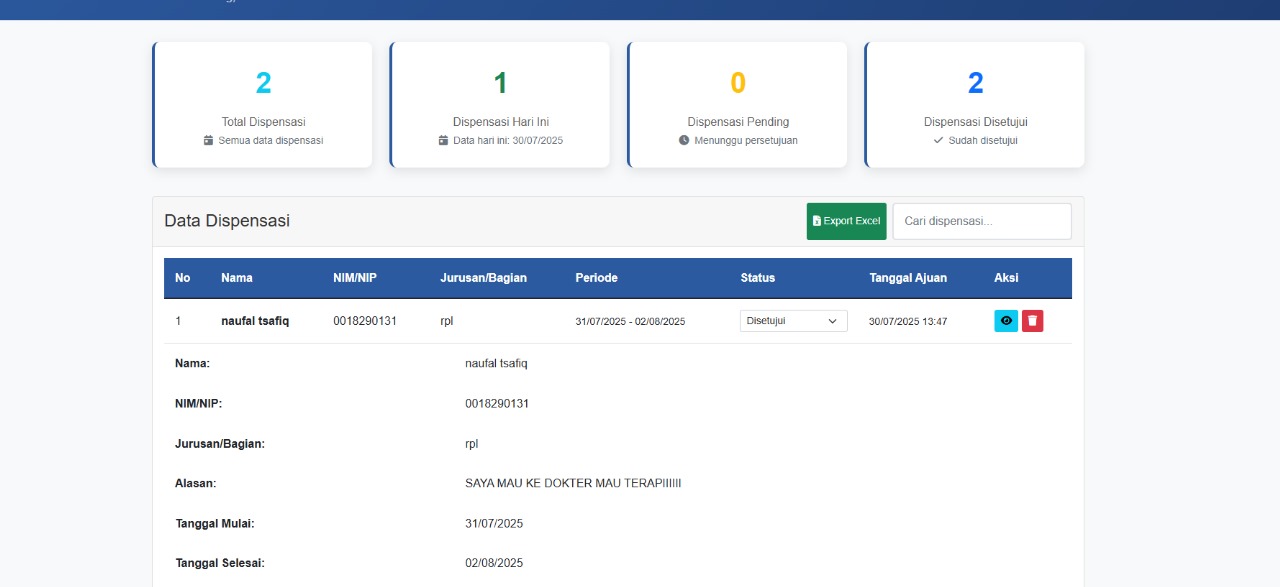 2
Total Dispensasi
Semua data dispensasi
1
Dispensasi Hari Ini
Data hari ini: 30/07/2025
0
Dispensasi Pending
Menunggu persetujuan
2
Dispensasi Disetujui
Sudah disetujui
Data Dispensasi
Export Excel
Cari dispensasi...
No Nama NIM/NIP Jurusan/Bagian Periode Status Tanggal Ajuan Aksi
1 naufal tsafiq 0018290131 rpl 31/07/2025 - 02/08/2025 Disetujui 30/07/2025 13:47
Nama: naufal tsafiq
NIM/NIP: 0018290131
Jurusan/Bagian: rpl
Alasan: SAYA MAU KE DOKTER MAU TERAPIIIIII
Tanggal Mulai: 31/07/2025
Tanggal Selesai: 02/08/2025